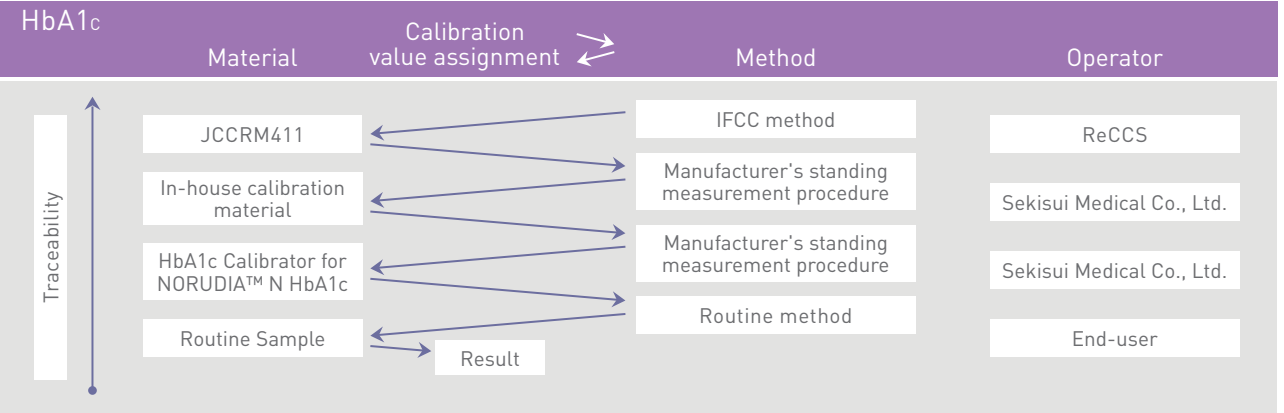 HbA1c
Material
Calibration
value assignment
Method
Operator
Traceability
JCCRM411
IFCC method
ReCCS
In-house calibration
material
Manufacturer's standing
measurement procedure
Sekisui Medical Co., Ltd.
HbA1c Calibrator for
NORUDIA™ N HbA1c
Manufacturer's standing
measurement procedure
Sekisui Medical Co., Ltd.
Routine Sample
Result
Routine method
End-user